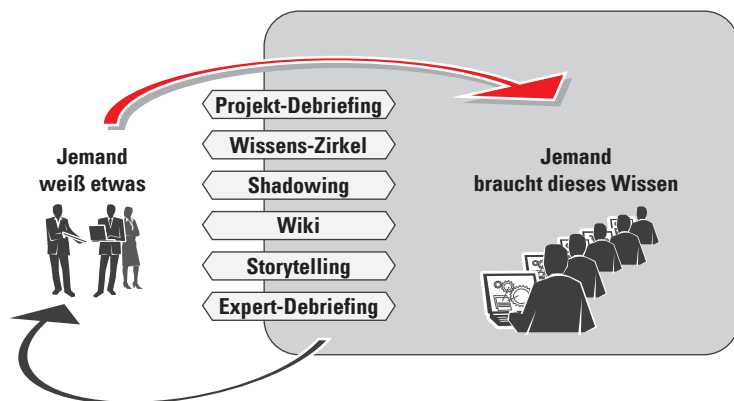 Projekt-Debriefing
Wissens-Zirkel
Shadowing
Wiki
Storytelling
Expert-Debriefing
Jemand
weiß etwas
Jemand
braucht dieses Wissen